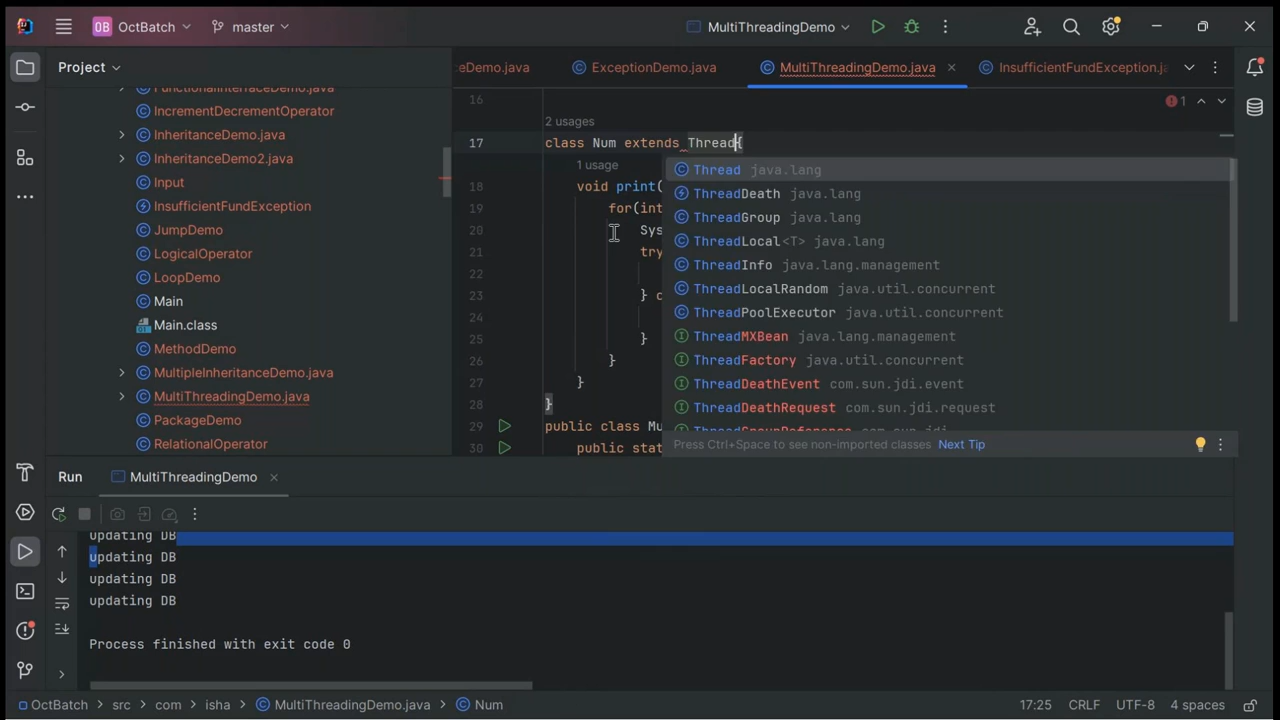 OB OctBatch master MultiThreadingDemo
Project
ceDemo.java ExceptionDemo.java MultiThreadingDemo.java InsufficientFundException.ja
FunctionalInterfaceDemo.java
IncrementDecrementOperator
InheritanceDemo.java
InheritanceDemo2.java
Input
InsufficientFundException
JumpDemo
LogicalOperator
LoopDemo
Main
Main.class
MethodDemo
MultipleInheritanceDemo.java
MultiThreadingDemo.java
PackageDemo
RelationalOperator
16
1
2 usages
17 class Num extends Thread{
1 usage
18 void print(
19 for(int
20 Sys
21 try
22
23 } c
24
25 }
26 }
27 }
28 }
29 public class Mu
30 public stat
Thread java.lang
ThreadDeath java.lang
ThreadGroup java.lang
ThreadLocal<T> java.lang
ThreadInfo java.lang.management
ThreadLocalRandom java.util.concurrent
ThreadPoolExecutor java.util.concurrent
ThreadMXBean java.lang.management
ThreadFactory java.util.concurrent
ThreadDeathEvent com.sun.jdi.event
ThreadDeathRequest com.sun.jdi.request
ThreadGroupReference com.sun.jdi
Press Ctrl+Space to see non-imported classes Next Tip
Run MultiThreadingDemo
updating DB
updating DB
updating DB
updating DB
Process finished with exit code 0
OctBatch > src > com > isha > MultiThreadingDemo.java > Num 17:25 CRLF UTF-8 4 spaces